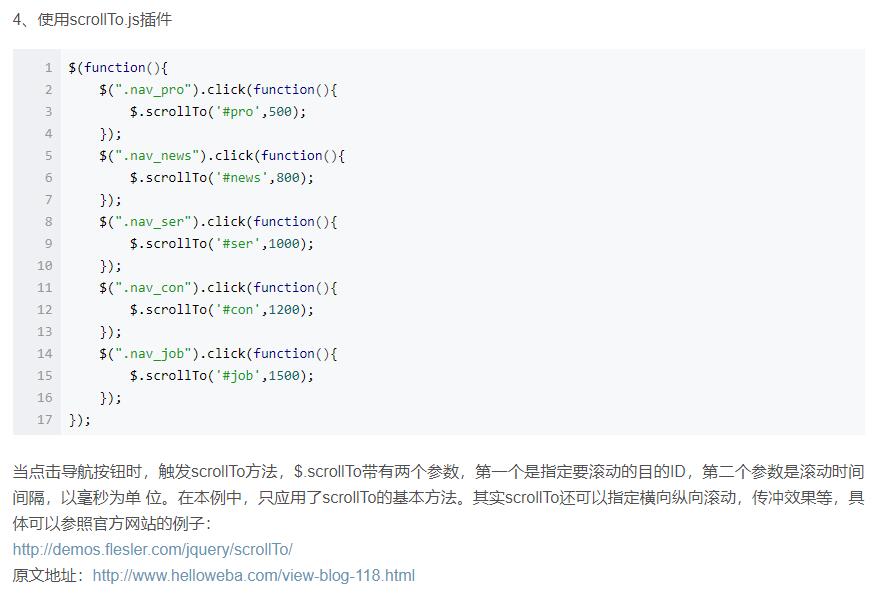 4、使用scrollTo.js插件
1 $(function(){
2     $(".nav_pro").click(function(){
3         $.scrollTo('#pro',500);
4     });
5     $(".nav_news").click(function(){
6         $.scrollTo('#news',800);
7     });
8     $(".nav_ser").click(function(){
9         $.scrollTo('#ser',1000);
10     });
11     $(".nav_con").click(function(){
12         $.scrollTo('#con',1200);
13     });
14     $(".nav_job").click(function(){
15         $.scrollTo('#job',1500);
16     });
17 });
当点击导航按钮时，触发scrollTo方法，$.scrollTo带有两个参数，第一个是指定要滚动的目的ID，第二个参数是滚动时间
间隔，以毫秒为单 位。在本例中，只应用了scrollTo的基本方法。其实scrollTo还可以指定横向纵向滚动，传冲效果等，具
体可以参照官方网站的例子：
http://demos.flesler.com/jquery/scrollTo/
原文地址：http://www.helloweba.com/view-blog-118.html